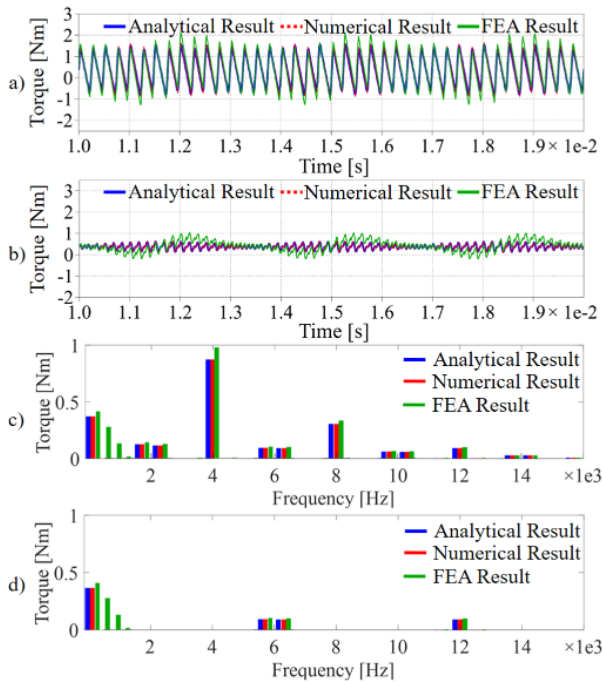 Analytical Result Numerical Result FEA Result
a)
Torque [Nm]
3
2
1
0
-1
-2
1.0 1.1 1.2 1.3 1.4 1.5 1.6 1.7 1.8 1.9 × 1e-2
Time [s]
Analytical Result Numerical Result FEA Result
b)
Torque [Nm]
3
2
1
0
1
2
1.0 1.1 1.2 1.3 1.4 1.5 1.6 1.7 1.8 1.9 × 1e-2
Time [s]
c)
Torque [Nm]
1
0.5
0
Analytical Result
Numerical Result
FEA Result
2 4 6 8 10 12 14 ×1e3
Frequency [Hz]
d)
Torque [Nm]
1
0.5
0
Analytical Result
Numerical Result
FEA Result
2 4 6 8 10 12 14 ×1e3
Frequency [Hz]